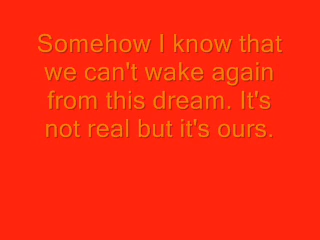 Somehow I know that
we can't wake again
from this dream. It's
not real but it's ours.